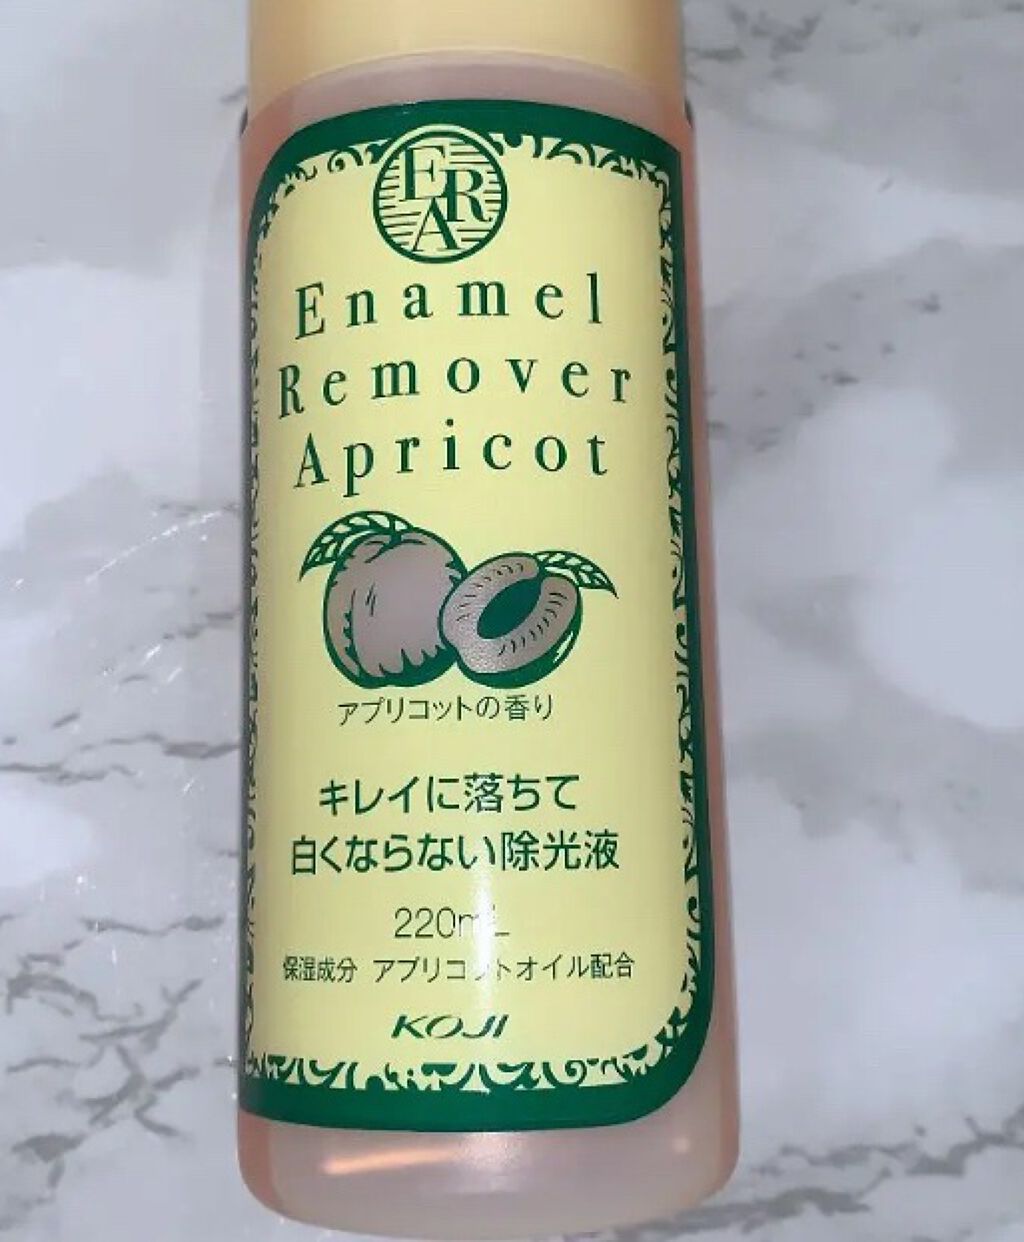 ERA
Enamel
Remover
Apricot
アプリコットの香り
キレイに落ちて
白くならない除光液
220mL
保湿成分 アプリコットオイル配合
KOJI